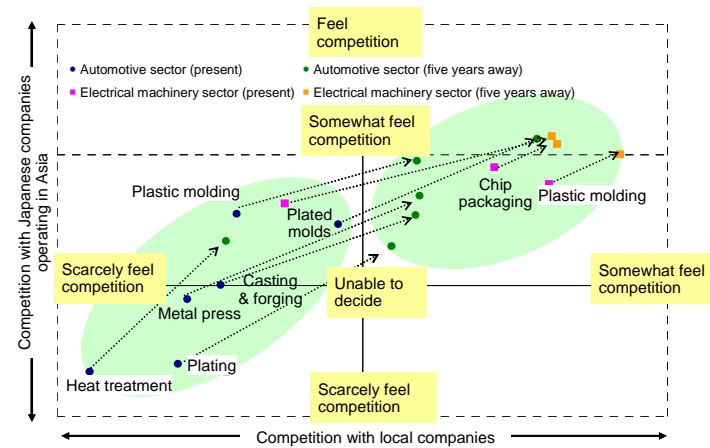 Feel
competition
Automotive sector (present)
Automotive sector (five years away)
Electrical machinery sector (present)
Electrical machinery sector (five years away)
Somewhat feel
competition
Competition with Japanese companies
operating in Asia
Plastic molding
Plated
molds
Chip
packaging
Plastic molding
Scarcely feel
competition
Casting
& forging
Unable to
decide
Somewhat feel
competition
Metal press
Plating
Heat treatment
Scarcely feel
competition
Competition with local companies